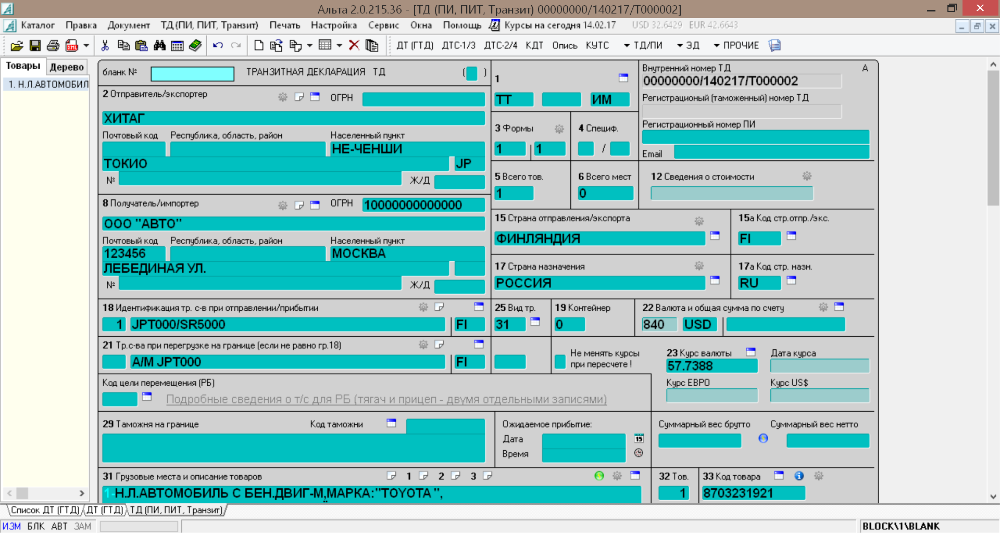 Альта 2.0.215.36 - [ТД (ПИ, ПИТ, Транзит) 00000000/140217/Т000002]
Каталог Правка Документ ТД (ПИ, ПИТ, Транзит) Печать Настройка Сервис Окна Помощь Курсы на сегодня 14.02.17 USD 32.6429 EUR 42.6643
XML ДТ (ГТД) ДТС-1/3 ДТС-2/4 КДТ Опись КУТС ТД/ПИ ЭД ПРОЧИЕ
Товары Дерево
1. Н.Л.АВТОМОБИЛ
бланк № ТРАНЗИТНАЯ ДЕКЛАРАЦИЯ ТД ( )
1
ТТ ИМ
Внутренний номер ТД А
00000000/140217/Т000002
Регистрационый (таможенный) номер ТД
Регистрационный номер ПИ
Email
2 Отправитель/экспортер ОГРН
ХИТАГ
Почтовый код Республика, область, район Населенный пункт
НЕ-ЧЕНШИ
ТОКИО JP
№ Ж/Д
3 Формы
1 1
4 Специф.
/
5 Всего тов.
1
6 Всего мест
0
12 Сведения о стоимости
8 Получатель/импортер ОГРН 10000000000000
ООО "АВТО"
Почтовый код Республика, область, район Населенный пункт
123456 МОСКВА
ЛЕБЕДИНАЯ УЛ.
№ Ж/Д
15 Страна отправления/экспорта
ФИНЛЯНДИЯ
15а Код стр.отпр./экс.
FI
17 Страна назначения
РОССИЯ
17а Код стр. назн.
RU
18 Идентификация тр. с-в при отправлении/прибытии
1 JPT000/SR5000 FI
25 Вид тр.
31
19 Контейнер
0
22 Валюта и общая сумма по счету
840 USD
21 Тр.с-ва при перегрузке на границе (если не равно гр.18)
А/М JPT000 FI
Не менять курсы
при пересчете !
23 Курс валюты Дата курса
57.7388
Курс ЕВРО Курс US$
Код цели перемещения (РБ)
Подробные сведения о т/с для РБ (тягач и прицеп - двумя отдельными записями)
29 Таможня на границе Код таможни
Ожидаемое прибытие:
Дата 15
Время
Суммарный вес брутто Суммарный вес нетто
31 Грузовые места и описание товаров 1 2 3
1-Н.Л.АВТОМОБИЛЬ С БЕН.ДВИГ-М,МАРКА:"TOYOTA ",
32 Тов.
1
33 Код товара
8703231921
Список ДТ (ГТД) ДТ (ГТД) ТД (ПИ, ПИТ, Транзит)
ИЗМ БЛК АВТ ЗАМ BLOCK\1\BLANK